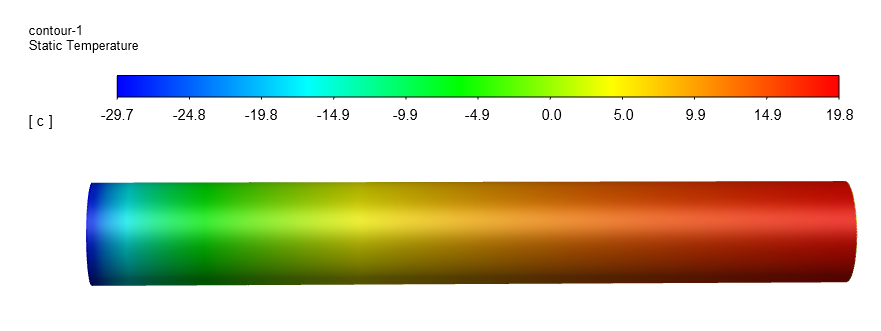 contour-1
Static Temperature
[ c ]
-29.7 -24.8 -19.8 -14.9 -9.9 -4.9 0.0 5.0 9.9 14.9 19.8